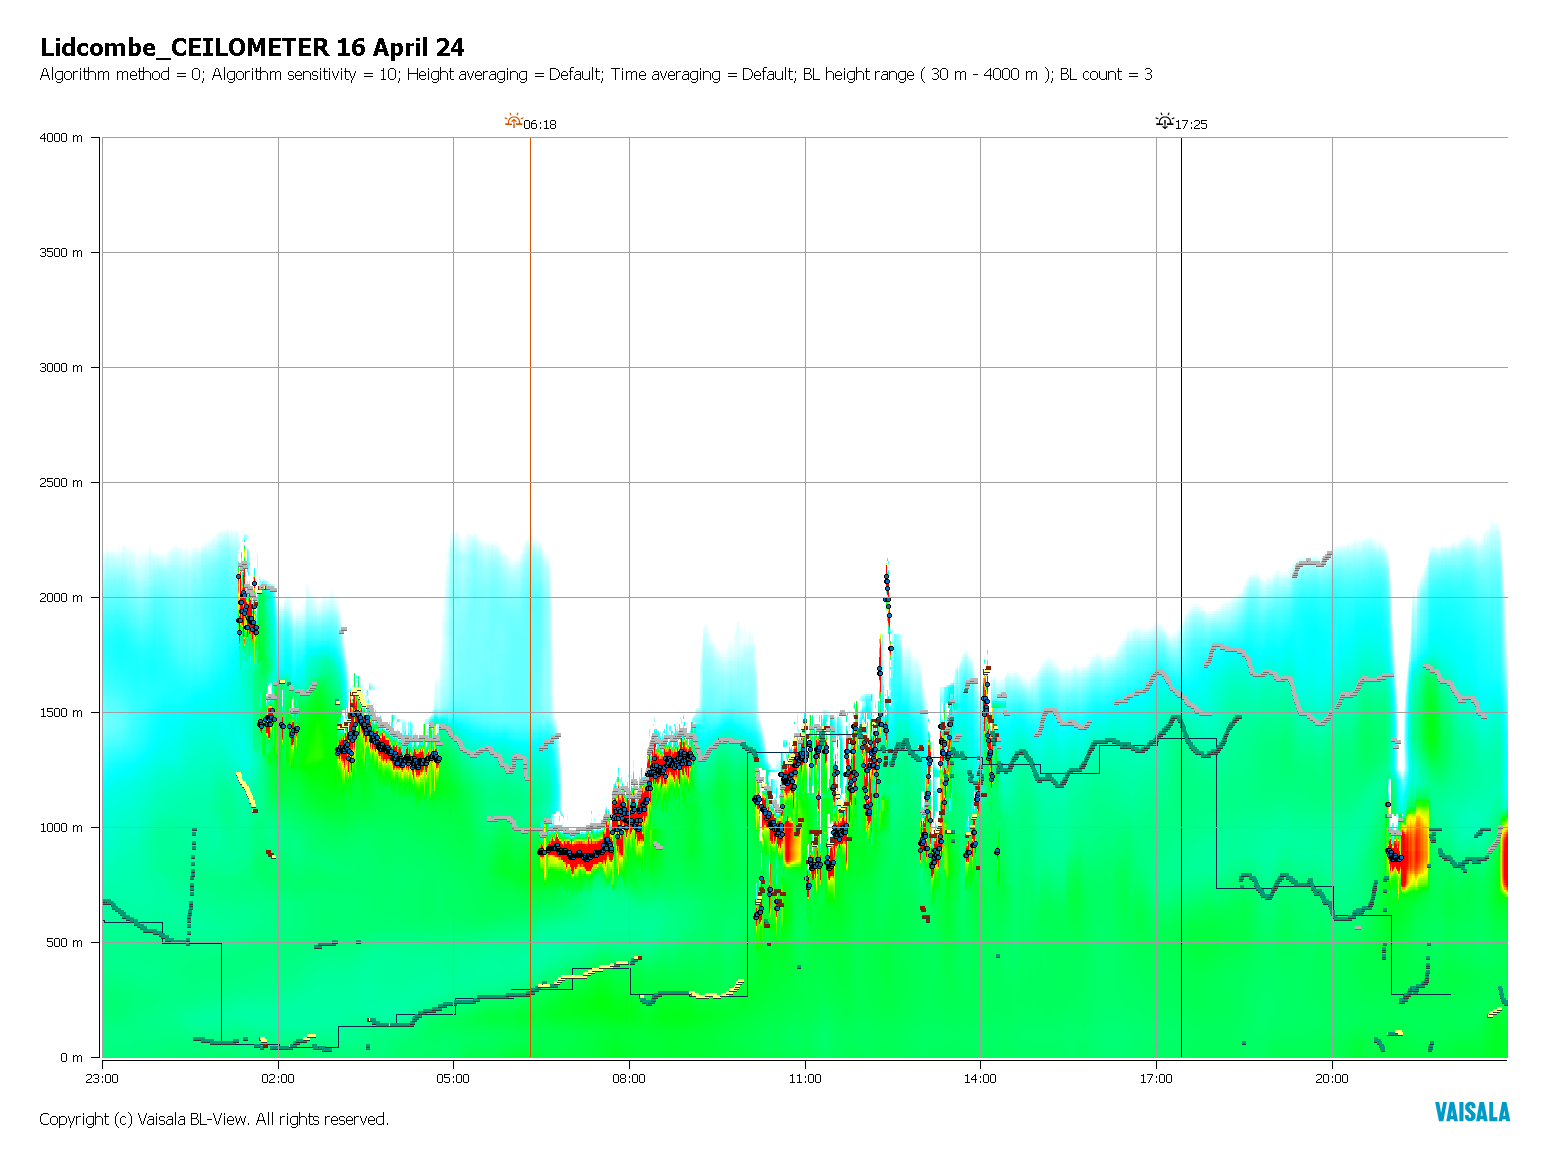 Lidcombe_CEILOMETER 16 April 24
Algorithm method = 0; Algorithm sensitivity = 10; Height averaging = Default; Time averaging = Default; BL height range ( 30 m - 4000 m ); BL count = 3
06:18
17:25
4000 m
3500 m
3000 m
2500 m
2000 m
1500 m
1000 m
500 m
0 m
23:00
02:00
05:00
08:00
11:00
14:00
17:00
20:00
Copyright (c) Vaisala BL-View. All rights reserved.
VAISALA